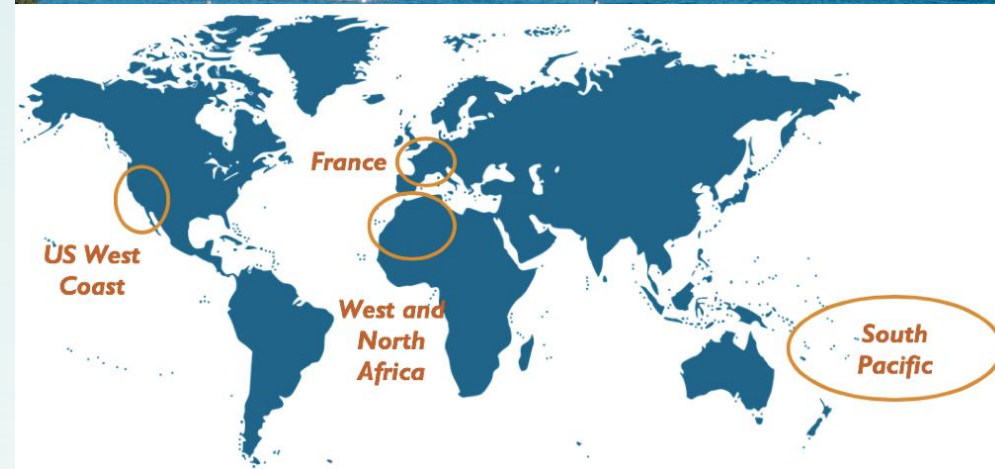 France
US West
Coast
West and
North
Africa
South
Pacific